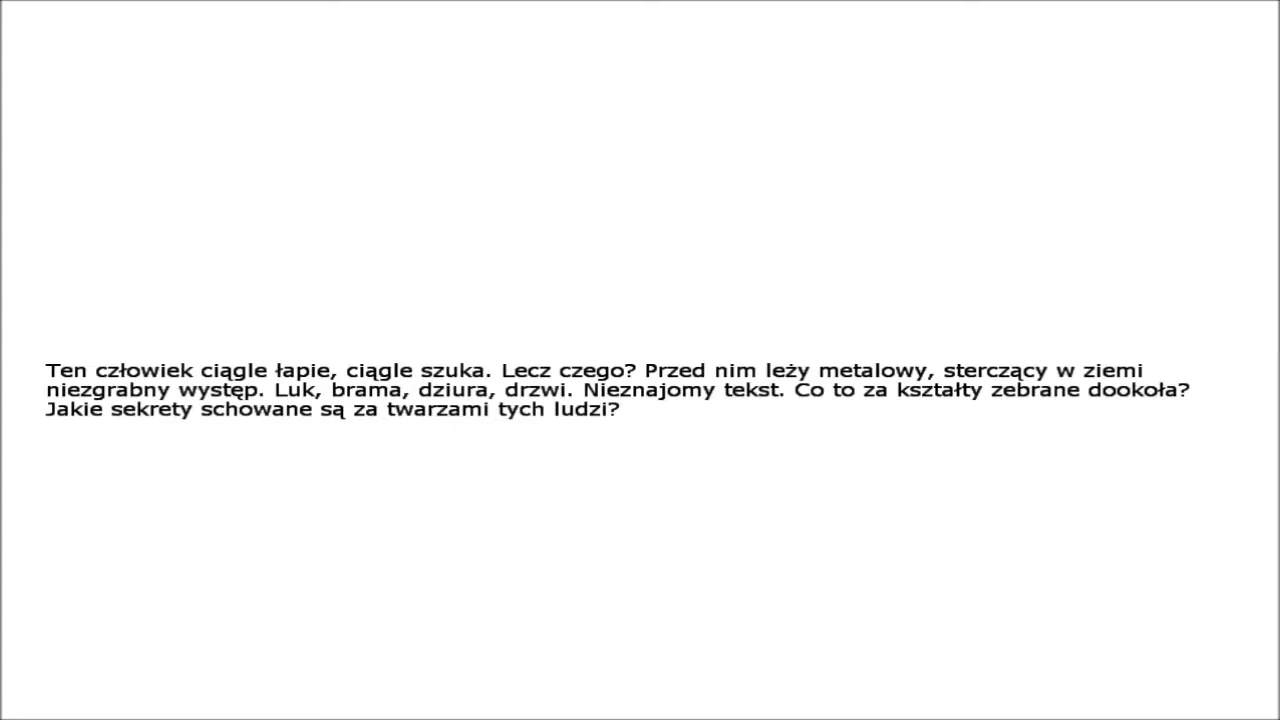 Ten człowiek ciągle łapie, ciągle szuka. Lecz czego? Przed nim leży metalowy, sterczący w ziemi
niezgrabny występ. Luk, brama, dziura, drzwi. Nieznajomy tekst. Co to za kształty zebrane dookoła?
Jakie sekrety schowane są za twarzami tych ludzi?